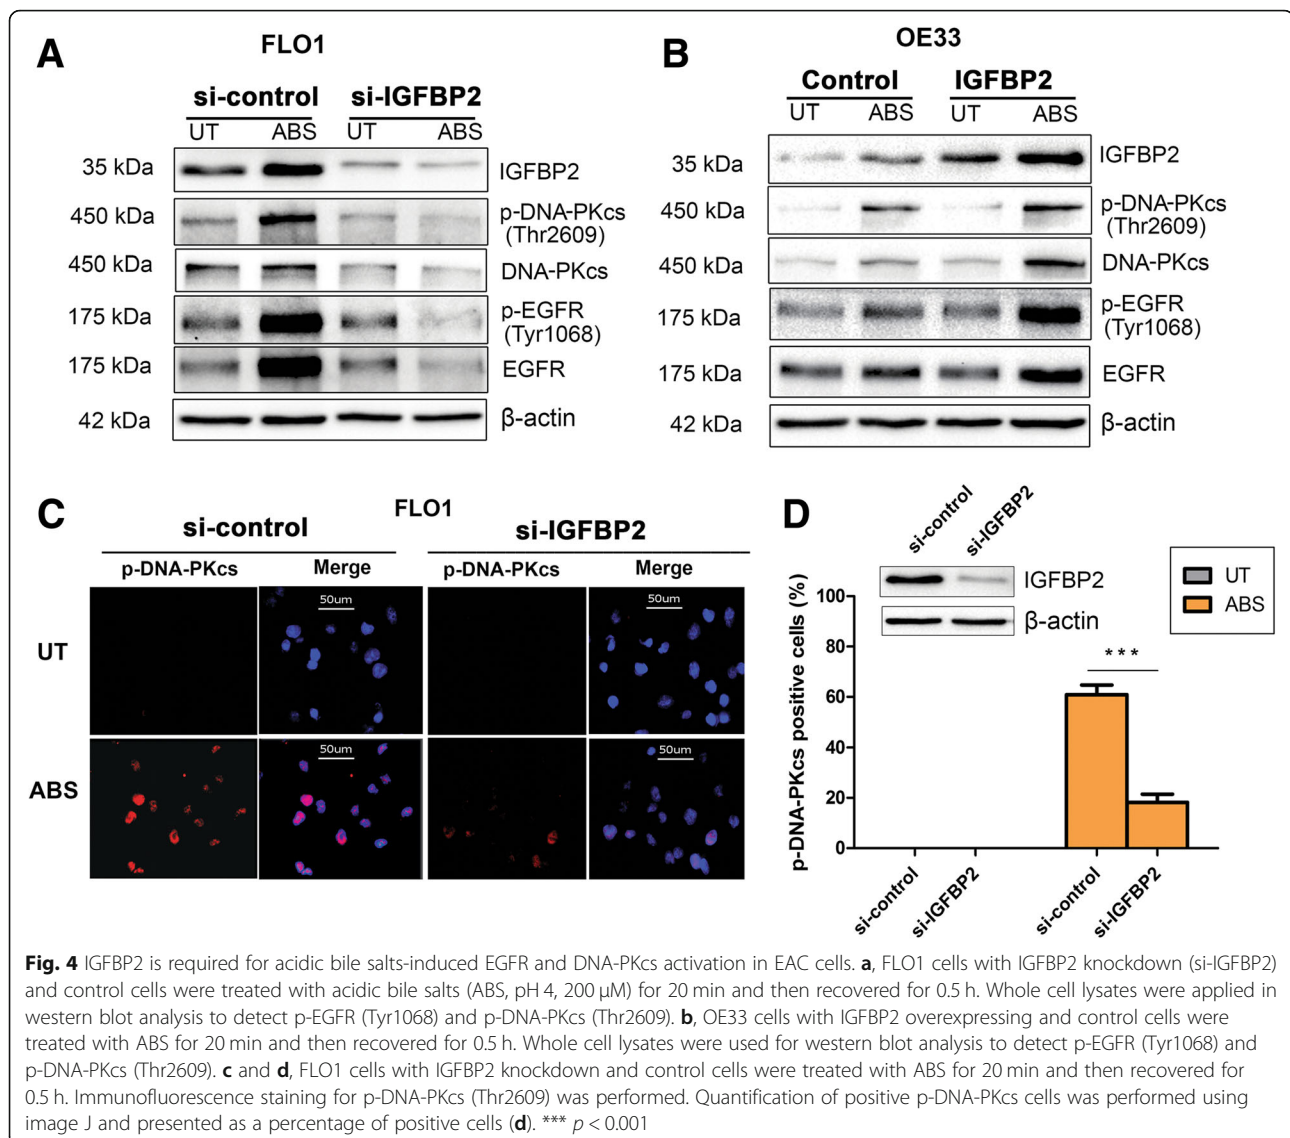 A
FLO1
si-control si-IGFBP2
UT ABS UT ABS
35 kDa IGFBP2
450 kDa p-DNA-PKcs
(Thr2609)
450 kDa DNA-PKcs
175 kDa p-EGFR
(Tyr1068)
175 kDa EGFR
42 kDa β-actin
B
OE33
Control IGFBP2
UT ABS UT ABS
35 kDa IGFBP2
450 kDa p-DNA-PKcs
(Thr2609)
450 kDa DNA-PKcs
175 kDa p-EGFR
(Tyr1068)
175 kDa EGFR
42 kDa β-actin
C
FLO1
si-control si-IGFBP2
p-DNA-PKcs Merge p-DNA-PKcs Merge
UT 50um 50um
ABS 50um 50um
D
si-control si-IGFBP2
IGFBP2
β-actin
UT
ABS
p-DNA-PKcs positive cells (%)
100
80
60
40
20
0
***
si-control si-IGFBP2 si-control si-IGFBP2
Fig. 4 IGFBP2 is required for acidic bile salts-induced EGFR and DNA-PKcs activation in EAC cells. a, FLO1 cells with IGFBP2 knockdown (si-IGFBP2)
and control cells were treated with acidic bile salts (ABS, pH 4, 200 μM) for 20 min and then recovered for 0.5 h. Whole cell lysates were applied in
western blot analysis to detect p-EGFR (Tyr1068) and p-DNA-PKcs (Thr2609). b, OE33 cells with IGFBP2 overexpressing and control cells were
treated with ABS for 20 min and then recovered for 0.5 h. Whole cell lysates were used for western blot analysis to detect p-EGFR (Tyr1068) and
p-DNA-PKcs (Thr2609). c and d, FLO1 cells with IGFBP2 knockdown and control cells were treated with ABS for 20 min and then recovered for
0.5 h. Immunofluorescence staining for p-DNA-PKcs (Thr2609) was performed. Quantification of positive p-DNA-PKcs cells was performed using
image J and presented as a percentage of positive cells (d). *** p < 0.001